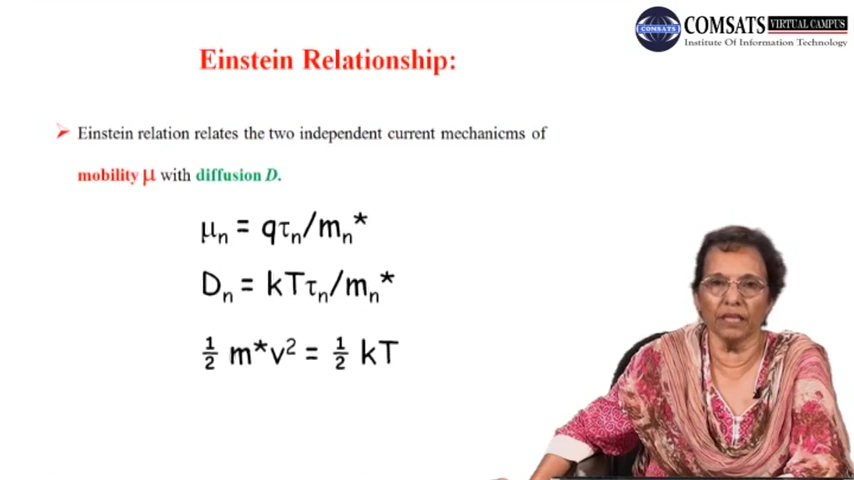 COMSATS VIRTUAL CAMPUS
COMSATS
Institute Of Information Technology
Einstein Relationship:
Einstein relation relates the two independent current mechanicms of
mobility μ with diffusion D.
μₙ = qτₙ/mₙ*
Dₙ = kTτₙ/mₙ*
½ m*v² = ½ kT